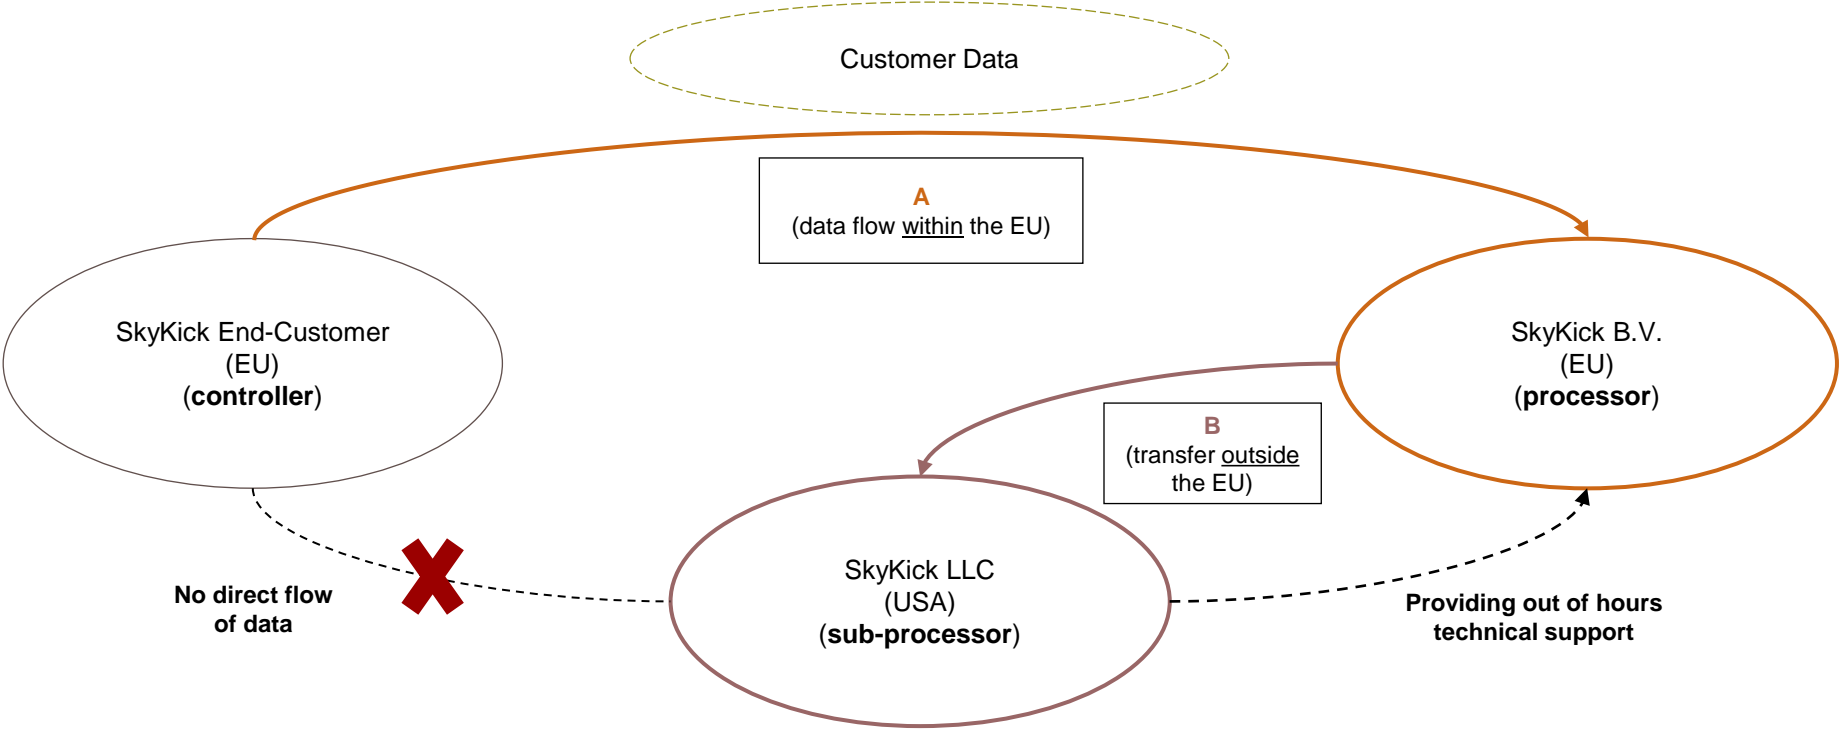 Customer Data
A
(data flow within the EU)
SkyKick End-Customer
(EU)
(controller)
SkyKick B.V.
(EU)
(processor)
B
(transfer outside
the EU)
SkyKick LLC
(USA)
(sub-processor)
No direct flow
of data
Providing out of hours
technical support